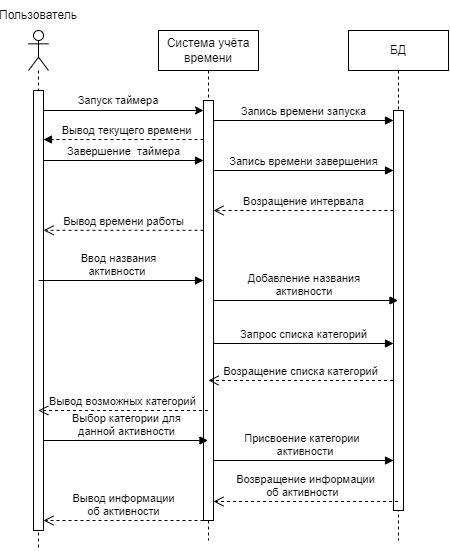 Пользователь
Система учёта
времени
БД
Запуск таймера
Запись времени запуска
Вывод текущего времени
Завершение таймера
Запись времени завершения
Возращение интервала
Вывод времени работы
Ввод названия
активности
Добавление названия
активности
Запрос списка категорий
Возращение списка категорий
Вывод возможных категорий
Выбор категории для
данной активности
Присвоение категории
активности
Возвращение информации
об активности
Вывод информации
об активности